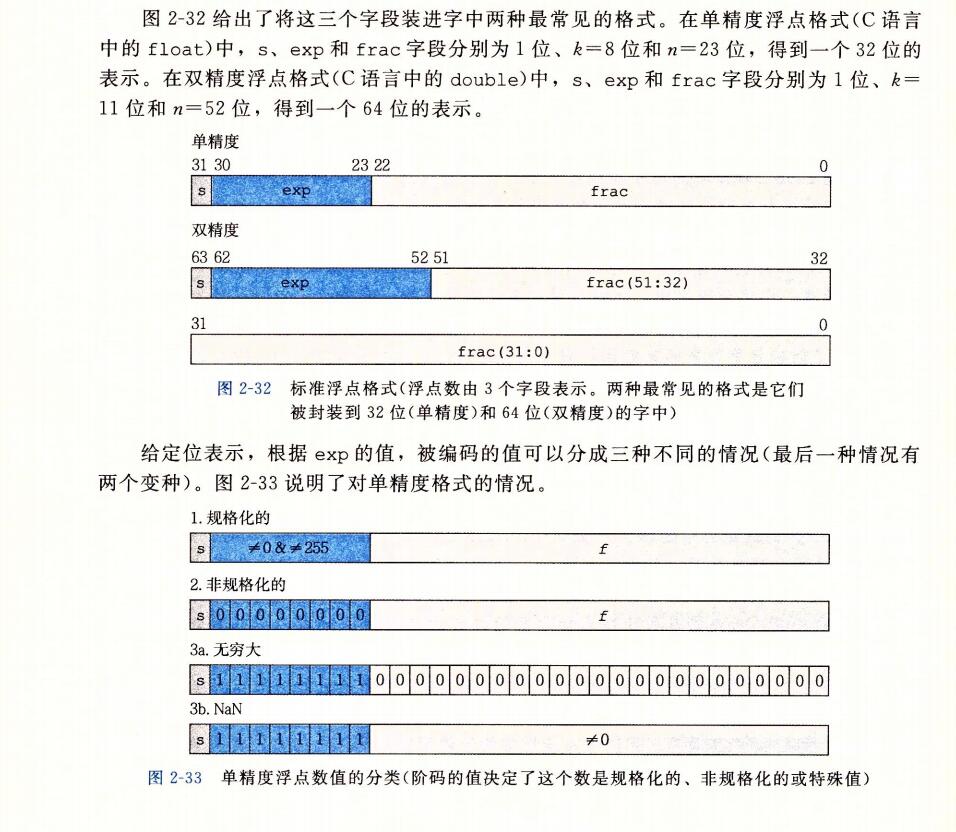 图 2-32 给出了将这三个字段装进字中两种最常见的格式。在单精度浮点格式(C 语言
中的 float)中，s、exp 和 frac 字段分别为 1 位、k=8 位和 n=23 位，得到一个 32 位的
表示。在双精度浮点格式(C 语言中的 double)中，s、exp 和 frac 字段分别为 1 位、k=
11 位和 n=52 位，得到一个 64 位的表示。
单精度
31 30 23 22 0
s exp frac
双精度
63 62 52 51 32
s exp frac(51:32)
31 0
frac(31:0)
图 2-32 标准浮点格式(浮点数由 3 个字段表示。两种最常见的格式是它们
被封装到 32 位(单精度)和 64 位(双精度)的字中)
给定位表示，根据 exp 的值，被编码的值可以分成三种不同的情况(最后一种情况有
两个变种)。图 2-33 说明了对单精度格式的情况。
1. 规格化的
s ≠0&≠255 f
2. 非规格化的
s 0 0 0 0 0 0 0 0 f
3a. 无穷大
s 1 1 1 1 1 1 1 1 0 0 0 0 0 0 0 0 0 0 0 0 0 0 0 0 0 0 0 0 0 0 0
3b. NaN
s 1 1 1 1 1 1 1 1 ≠0
图 2-33 单精度浮点数值的分类(阶码的值决定了这个数是规格化的、非规格化的或特殊值)